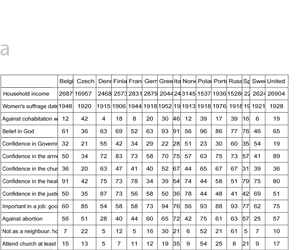 a
Belgi Czech Denr Finla Fran Gerr Gree Ita Norw Pola Port Russ Sp Swe United
Household income 2687 16957 2468 2573 2831 2879 2044 24 3145 1537 1936 1528 22 2624 26904
Women's suffrage date 1948 1920 1915 1906 1944 1918 1952 19 1913 1918 1976 1918 19 1921 1928
Against cohabitation w 12 42 4 18 8 20 30 46 12 39 17 39 16 6 19
Belief in God 61 36 63 69 52 63 93 91 56 96 86 77 76 46 65
Confidence in Governm 32 21 55 42 34 29 22 28 51 23 30 60 35 54 19
Confidence in the arme 50 34 72 83 73 58 70 75 57 63 75 73 57 41 89
Confidence in the churc 36 20 63 47 41 40 52 67 44 65 67 67 31 39 36
Confidence in the polic 91 42 75 73 78 34 39 54 74 44 58 51 79 75 80
Confidence in the justic 50 35 87 73 56 58 50 36 78 44 48 41 42 69 51
Important in a job: goo 60 85 54 58 58 73 94 76 56 93 88 93 77 62 75
Against abortion 56 51 28 40 44 60 65 72 42 75 61 63 57 25 57
Not as a neighbour: ho 7 22 5 12 5 16 30 21 6 52 21 61 5 7 10
Attend church at least 15 13 5 7 11 12 19 35 9 54 25 8 21 9 17